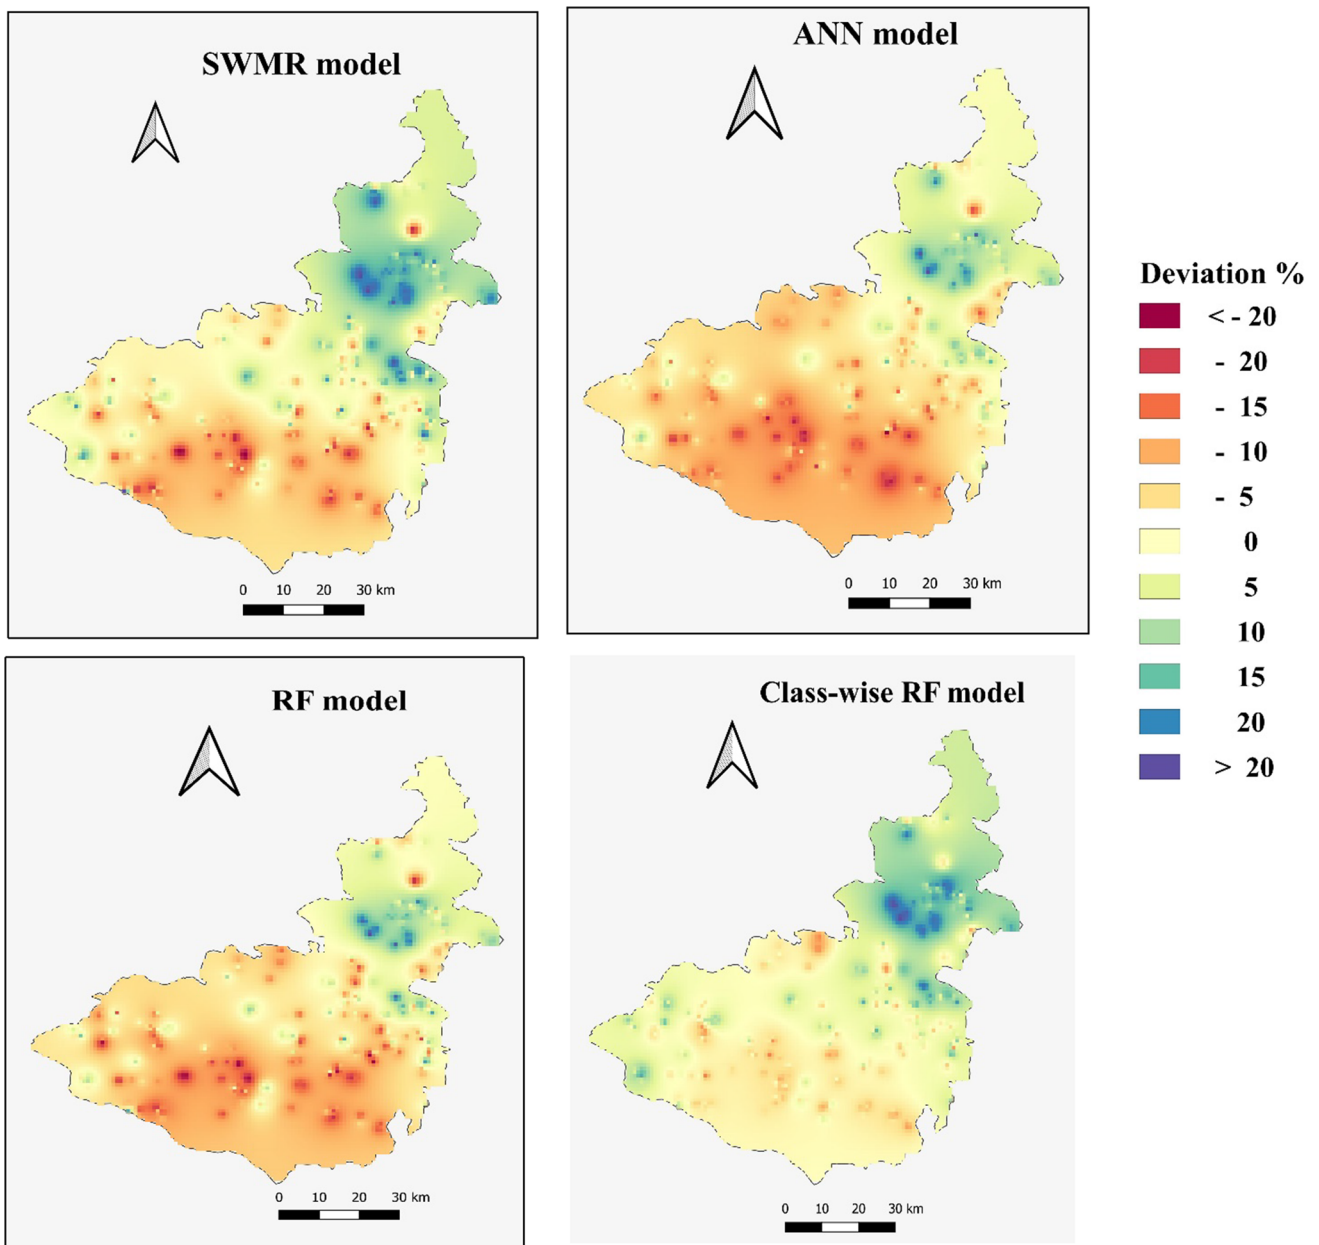 SWMR model
0 10 20 30 km
ANN model
0 10 20 30 km
Deviation %
< - 20
- 20
- 15
- 10
- 5
0
5
10
15
20
> 20
RF model
0 10 20 30 km
Class-wise RF model
0 10 20 30 km